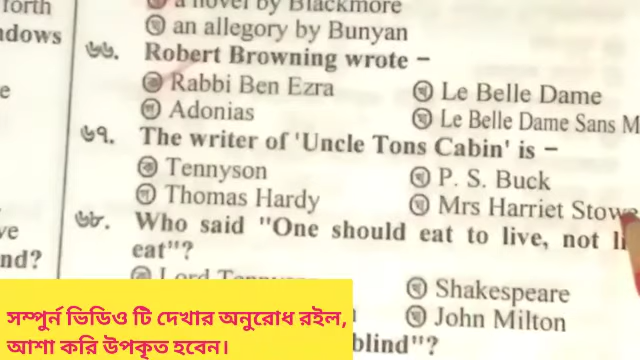 forth
a novel by Blackmore
ndows
ঘ an allegory by Bunyan
৬৬. Robert Browning wrote –
ক Rabbi Ben Ezra
খ Le Belle Dame
e
গ Adonias
ঘ Le Belle Dame Sans M
৬৭. The writer of 'Uncle Tons Cabin' is –
ক Tennyson
খ P. S. Buck
গ Thomas Hardy
ঘ Mrs Harriet Stowe
ve
৬৮. Who said "One should eat to live, not li
nd?
eat"?
ক Lord
খ Shakespeare
ঘ John Milton
blind"?
সম্পুর্ন ভিডিও টি দেখার অনুরোধ রইল,
আশা করি উপকৃত হবেন।